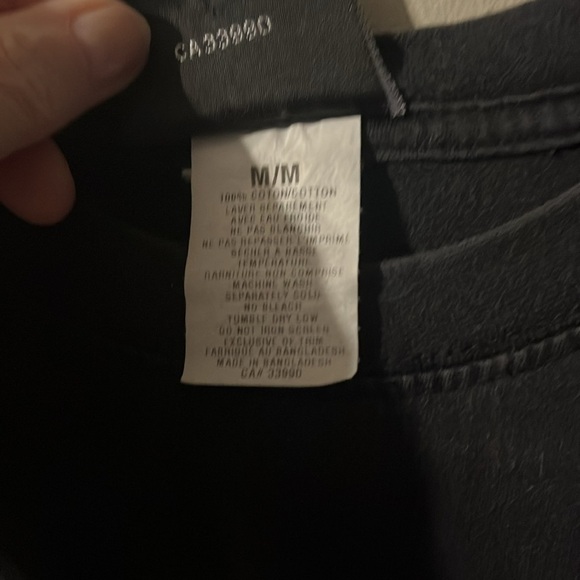 CA33990
M/M
100% COTON/COTTON
LAVER SEPAREMENT
AVEC EAU FROIDE
NE PAS BLANCHIR
NE PAS REPASSER L'IMPRIME
SECHER A BASSE
TEMPERATURE
GARNITURE NON COMPRISE
MACHINE WASH
SEPARATELY COLD
NO BLEACH
TUMBLE DRY LOW
DO NOT IRON SCREEN
EXCLUSIVE OF TRIM
FABRIQUE AU BANGLADESH
MADE IN BANGLADESH
CA# 33990